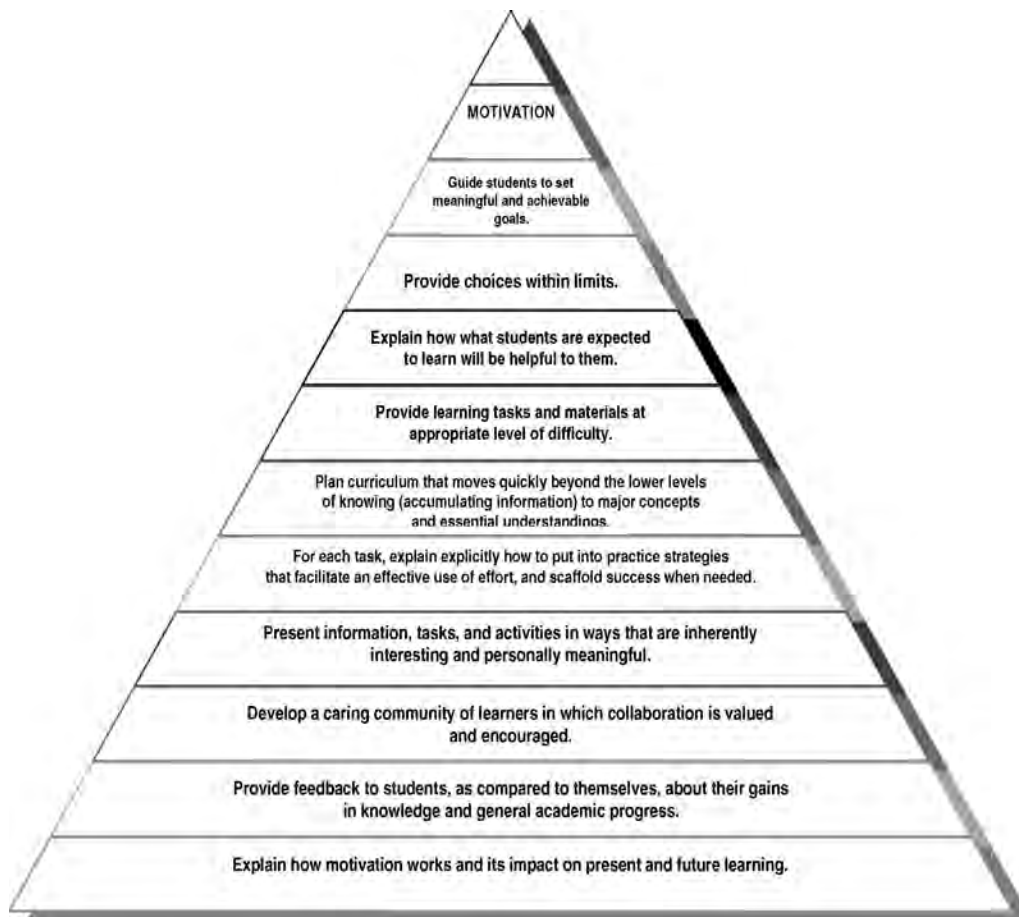 MOTIVATION
Guide students to set
meaningful and achievable
goals.
Provide choices within limits.
Explain how what students are expected
to learn will be helpful to them.
Provide learning tasks and materials at
appropriate level of difficulty.
Plan curriculum that moves quickly beyond the lower levels
of knowing (accumulating information) to major concepts
and essential understandings.
For each task, explain explicitly how to put into practice strategies
that facilitate an effective use of effort, and scaffold success when needed.
Present information, tasks, and activities in ways that are inherently
interesting and personally meaningful.
Develop a caring community of learners in which collaboration is valued
and encouraged.
Provide feedback to students, as compared to themselves, about their gains
in knowledge and general academic progress.
Explain how motivation works and its impact on present and future learning.